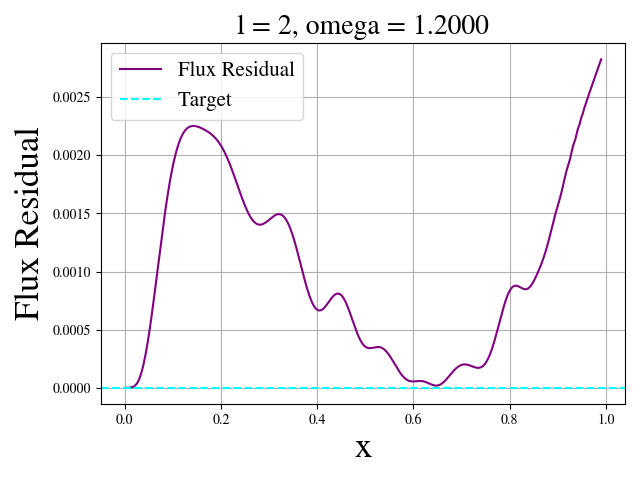 l = 2, omega = 1.2000
Flux Residual
Target
Flux Residual
0.0025
0.0020
0.0015
0.0010
0.0005
0.0000
0.0 0.2 0.4 0.6 0.8 1.0
x